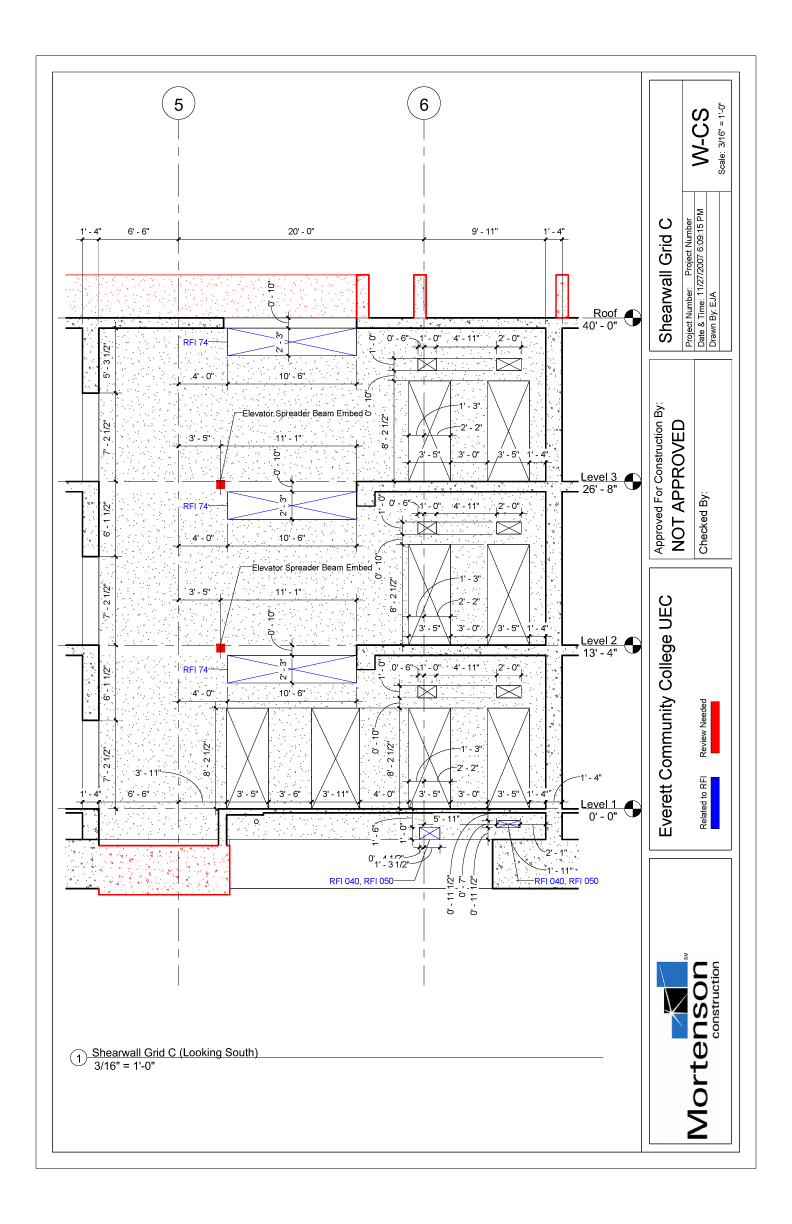 5
6
1' - 4"
6' - 6"
20' - 0"
9' - 11"
1' - 4"
0' - 10"
Roof
40' - 0"
RFI 74
2' - 3"
1' - 0"
0' - 6"
1' - 0"
4' - 11"
2' - 0"
5' - 3 1/2"
4' - 0"
10' - 6"
0' - 10"
Elevator Spreader Beam Embed
1' - 3"
2' - 2"
7' - 2 1/2"
3' - 5"
11' - 1"
8' - 2 1/2"
0' - 10"
3' - 5"
3' - 0"
3' - 5"
1' - 4"
Level 3
26' - 8"
RFI 74
2' - 3"
1' - 0"
0' - 6"
1' - 0"
4' - 11"
2' - 0"
6' - 1 1/2"
4' - 0"
10' - 6"
0' - 10"
Elevator Spreader Beam Embed
1' - 3"
2' - 2"
7' - 2 1/2"
3' - 5"
11' - 1"
8' - 2 1/2"
0' - 10"
3' - 5"
3' - 0"
3' - 5"
1' - 4"
Level 2
13' - 4"
RFI 74
2' - 3"
1' - 0"
0' - 6"
1' - 0"
4' - 11"
2' - 0"
6' - 1 1/2"
4' - 0"
10' - 6"
0' - 10"
1' - 3"
2' - 2"
7' - 2 1/2"
3' - 11"
8' - 2 1/2"
8' - 2 1/2"
1' - 4"
1' - 4"
6' - 6"
3' - 5"
3' - 6"
3' - 11"
4' - 0"
3' - 5"
3' - 0"
3' - 5"
1' - 4"
Level 1
0' - 0"
5' - 11"
1' - 6"
1' - 0"
2' - 1"
1' - 3 1/2"
1' - 11"
RFI 040, RFI 050
RFI 040, RFI 050
0' - 11 1/2"
0' - 7"
0' - 11 1/2"
1
Shearwall Grid C (Looking South)
3/16" = 1'-0"
Shearwall Grid C
Project Number: Project Number
Date & Time: 11/27/2007 6:09:15 PM
Drawn By: EJA
W-CS
Scale: 3/16" = 1'-0"
Approved For Construction By:
NOT APPROVED
Checked By:
Everett Community College UEC
Related to RFI
Review Needed
Mortenson
construction
SM